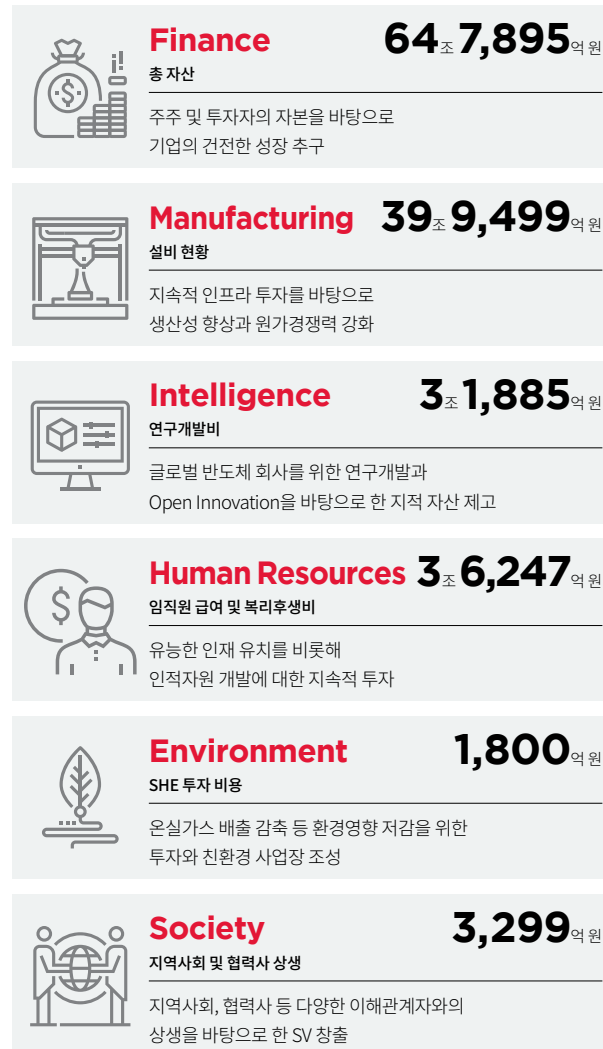 Finance 64조 7,895억 원
총 자산
주주 및 투자자의 자본을 바탕으로
기업의 건전한 성장 추구
Manufacturing 39조 9,499억 원
설비 현황
지속적 인프라 투자를 바탕으로
생산성 향상과 원가경쟁력 강화
Intelligence 3조 1,885억 원
연구개발비
글로벌 반도체 회사를 위한 연구개발과
Open Innovation을 바탕으로 한 지적 자산 제고
Human Resources 3조 6,247억 원
임직원 급여 및 복리후생비
유능한 인재 유치를 비롯해
인적자원 개발에 대한 지속적 투자
Environment 1,800억 원
SHE 투자 비용
온실가스 배출 감축 등 환경영향 저감을 위한
투자와 친환경 사업장 조성
Society 3,299억 원
지역사회 및 협력사 상생
지역사회, 협력사 등 다양한 이해관계자와의
상생을 바탕으로 한 SV 창출